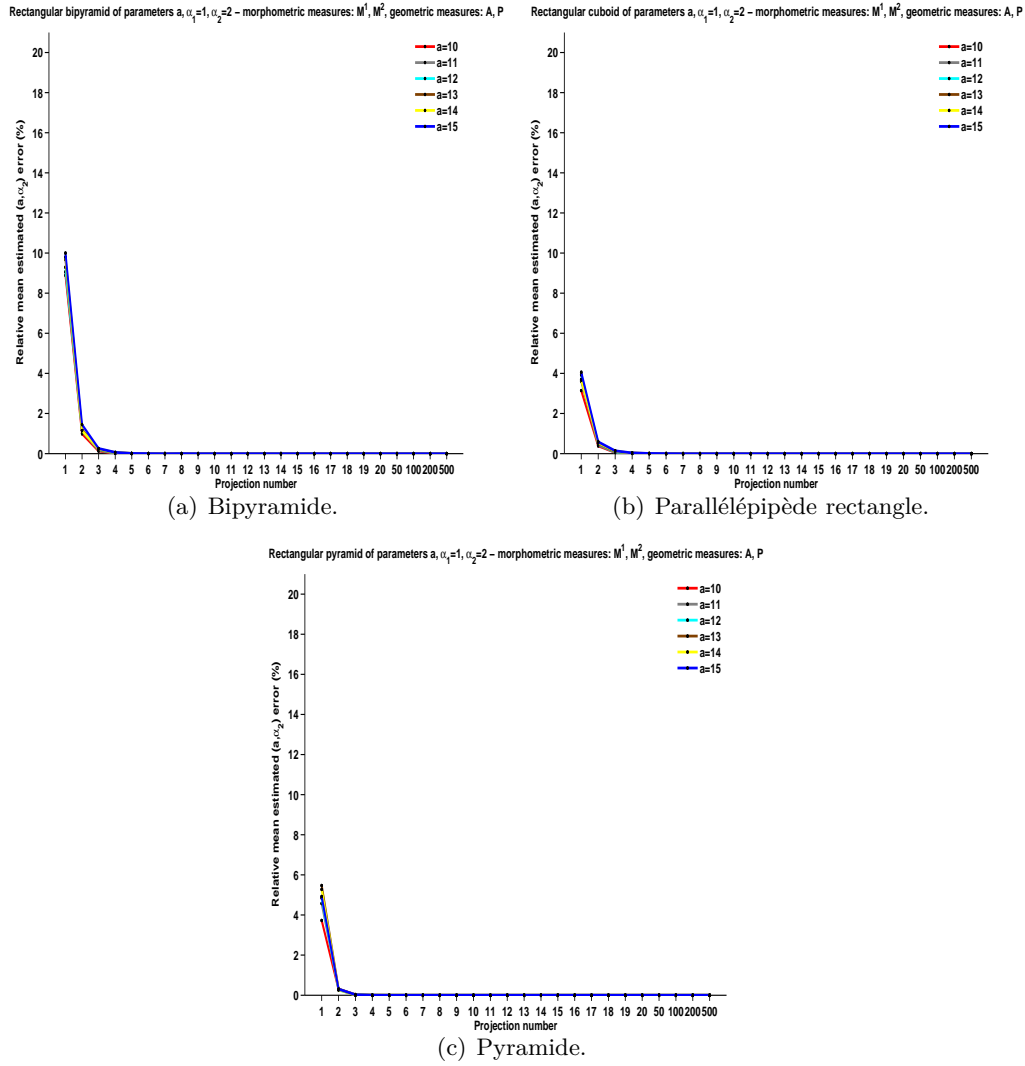 Rectangular bipyramid of parameters a, α₁=1, α₂=2 – morphometric measures: M¹, M², geometric measures: A, P
Relative mean estimated (a,α₂) error (%)
20
18
16
14
12
10
8
6
4
2
0
a=10
a=11
a=12
a=13
a=14
a=15
1 2 3 4 5 6 7 8 9 10 11 12 13 14 15 16 17 18 19 20 50 100 200 500
Projection number
(a) Bipyramide.
Rectangular cuboid of parameters a, α₁=1, α₂=2 – morphometric measures: M¹, M², geometric measures: A, P
Relative mean estimated (a,α₂) error (%)
20
18
16
14
12
10
8
6
4
2
0
a=10
a=11
a=12
a=13
a=14
a=15
1 2 3 4 5 6 7 8 9 10 11 12 13 14 15 16 17 18 19 20 50 100 200 500
Projection number
(b) Parallélépipède rectangle.
Rectangular pyramid of parameters a, α₁=1, α₂=2 – morphometric measures: M¹, M², geometric measures: A, P
Relative mean estimated (a,α₂) error (%)
20
18
16
14
12
10
8
6
4
2
0
a=10
a=11
a=12
a=13
a=14
a=15
1 2 3 4 5 6 7 8 9 10 11 12 13 14 15 16 17 18 19 20 50 100 200 500
Projection number
(c) Pyramide.